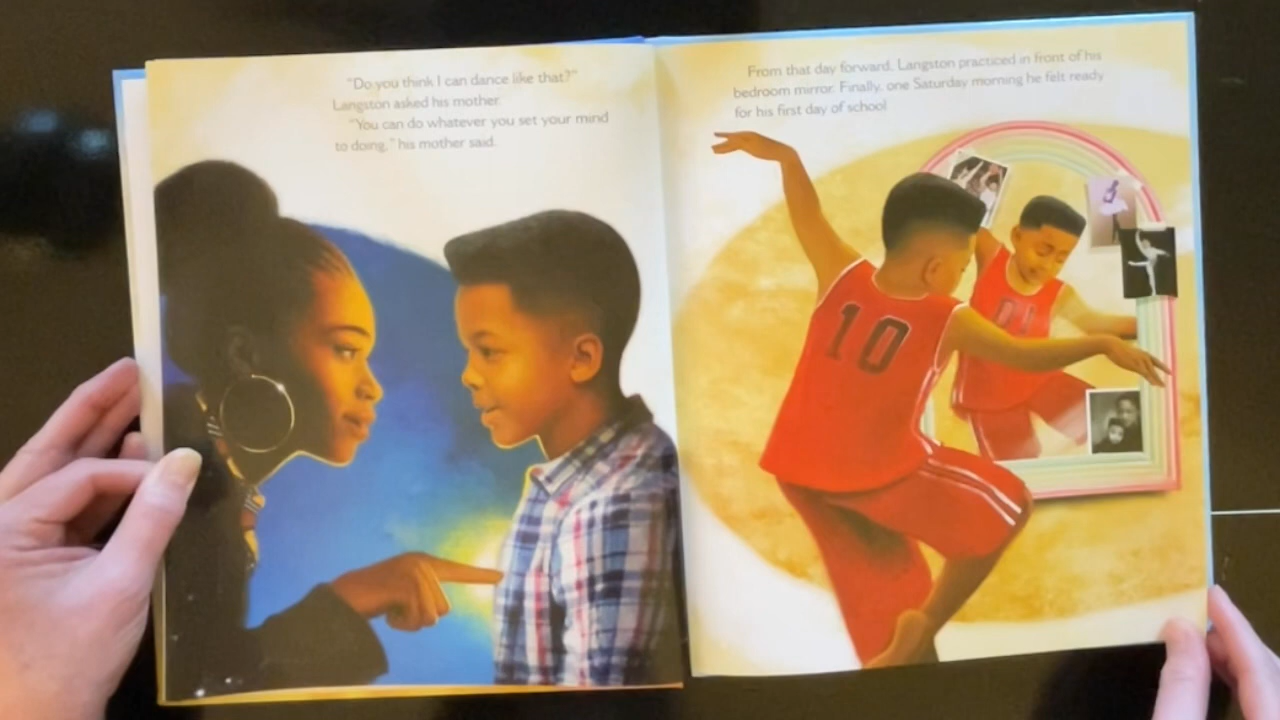 "Do you think I can dance like that?"
Langston asked his mother.
"You can do whatever you set your mind
to doing," his mother said.
From that day forward, Langston practiced in front of his
bedroom mirror. Finally, one Saturday morning he felt ready
for his first day of school.
10